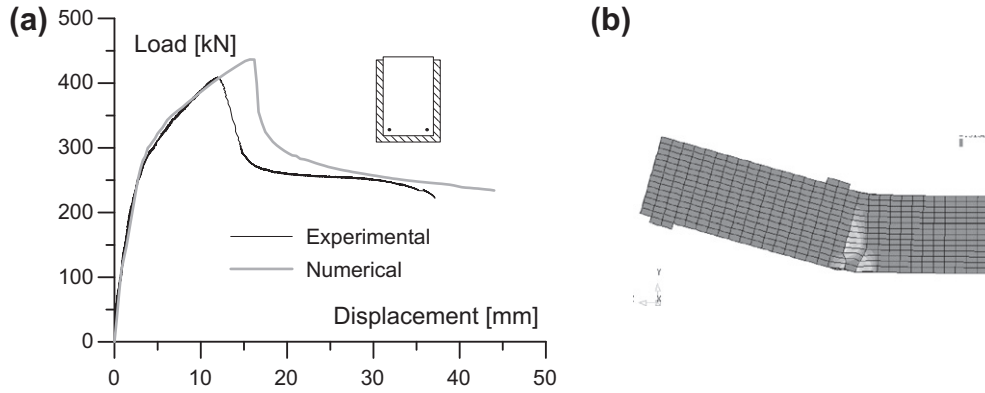 (a)
Load [kN]
500
400
300
200
100
0
Experimental
Numerical
Displacement [mm]
0 10 20 30 40 50
(b)
Y
X